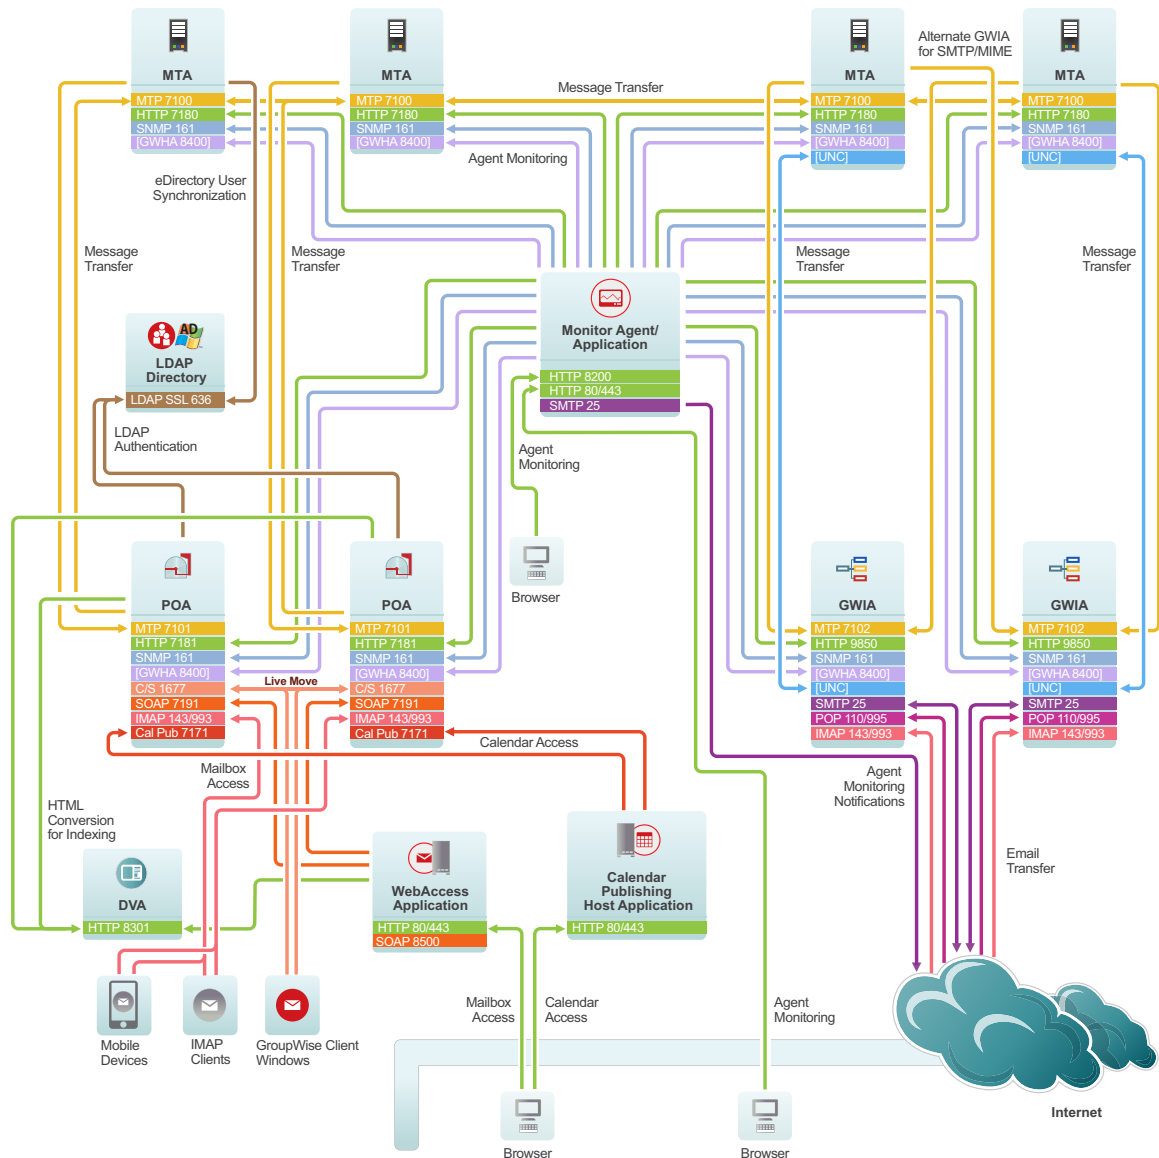 Alternate GWIA
for SMTP/MIME
MTA
MTP 7100
HTTP 7180
SNMP 161
[GWHA 8400]
MTA
MTP 7100
HTTP 7180
SNMP 161
[GWHA 8400]
MTA
MTP 7100
HTTP 7180
SNMP 161
[GWHA 8400]
[UNC]
MTA
MTP 7100
HTTP 7180
SNMP 161
[GWHA 8400]
[UNC]
Message Transfer
Agent Monitoring
eDirectory User
Synchronization
Message
Transfer
Message
Transfer
Message
Transfer
Message
Transfer
Monitor Agent/
Application
HTTP 8200
HTTP 80/443
SMTP 25
AD
LDAP
Directory
LDAP SSL 636
LDAP
Authentication
Agent
Monitoring
Browser
POA
MTP 7101
HTTP 7181
SNMP 161
[GWHA 8400]
C/S 1677
SOAP 7191
IMAP 143/993
Cal Pub 7171
Live Move
POA
MTP 7101
HTTP 7181
SNMP 161
[GWHA 8400]
C/S 1677
SOAP 7191
IMAP 143/993
Cal Pub 7171
GWIA
MTP 7102
HTTP 9850
SNMP 161
[GWHA 8400]
[UNC]
SMTP 25
POP 110/995
IMAP 143/993
GWIA
MTP 7102
HTTP 9850
SNMP 161
[GWHA 8400]
[UNC]
SMTP 25
POP 110/995
IMAP 143/993
Calendar Access
Mailbox
Access
Agent
Monitoring
Notifications
HTML
Conversion
for Indexing
Email
Transfer
DVA
HTTP 8301
WebAccess
Application
HTTP 80/443
SOAP 8500
Calendar
Publishing
Host Application
HTTP 80/443
Mobile
Devices
IMAP
Clients
GroupWise Client
Windows
Mailbox
Access
Calendar
Access
Agent
Monitoring
Internet
Browser
Browser